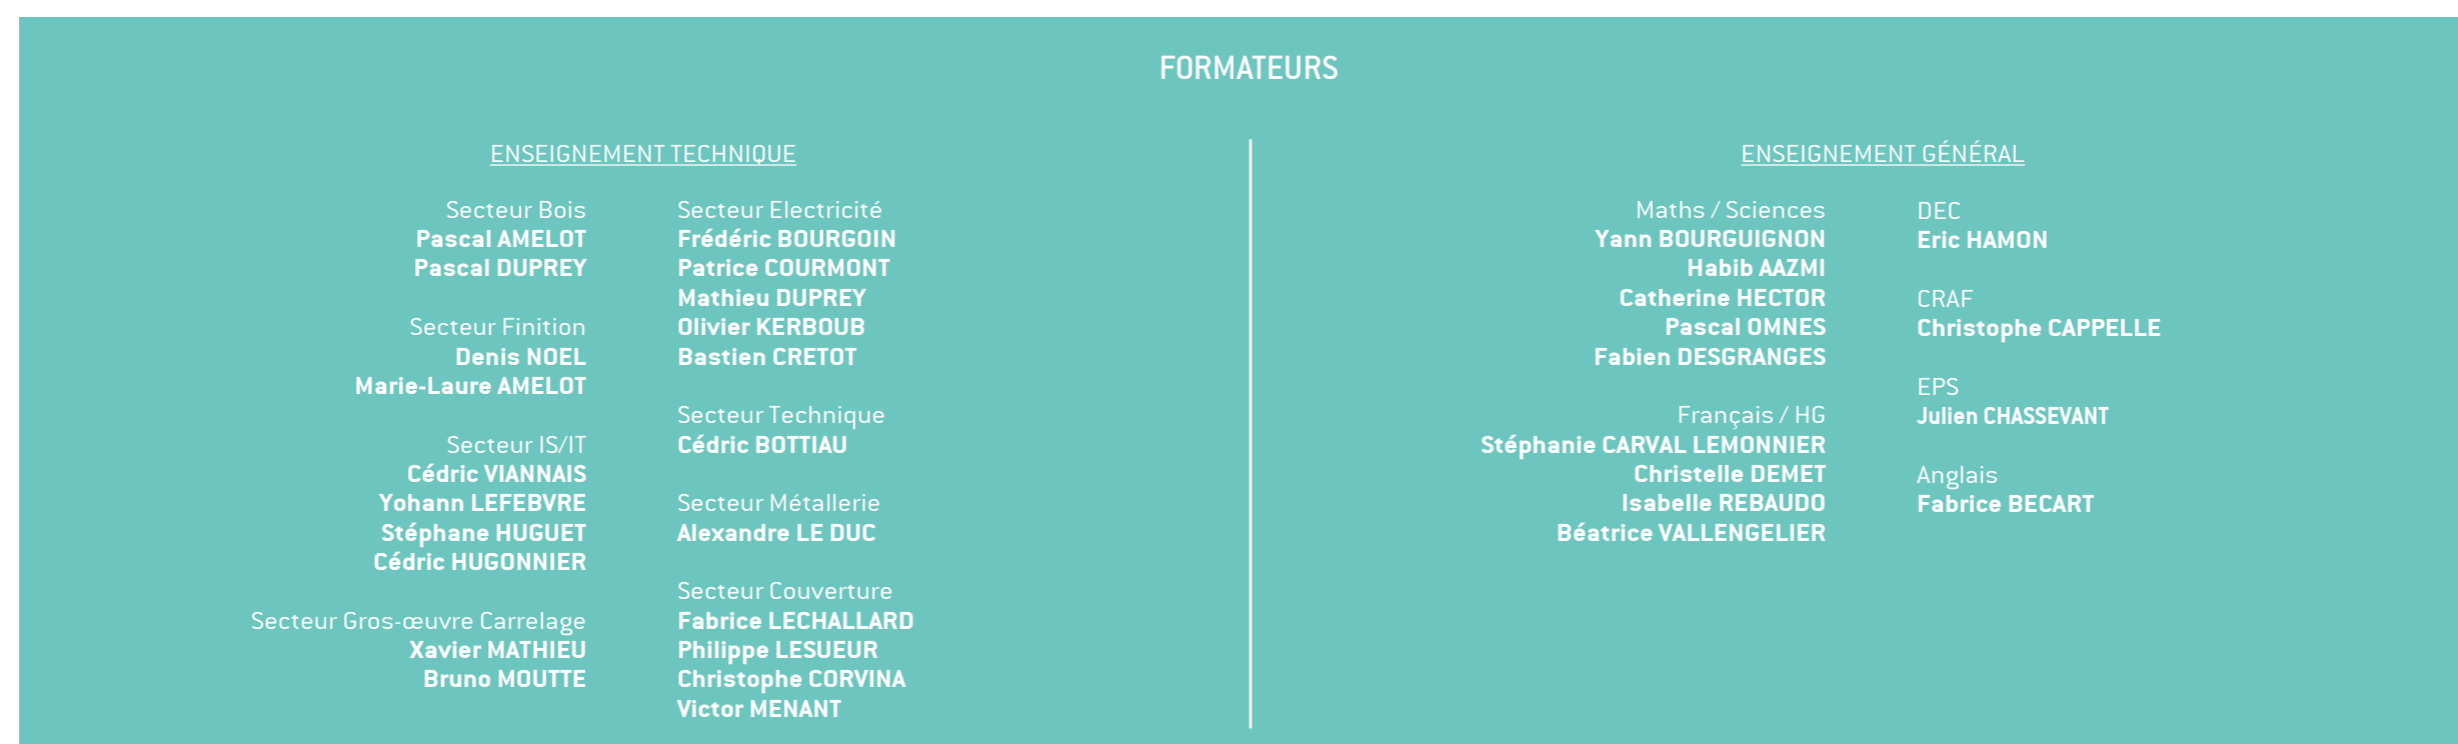 FORMATEURS
ENSEIGNEMENT TECHNIQUE
Secteur Bois
Pascal AMELOT
Pascal DUPREY
Secteur Finition
Denis NOEL
Marie-Laure AMELOT
Secteur IS/IT
Cédric VIANNAIS
Yohann LEFEBVRE
Stéphane HUGUET
Cédric HUGONNIER
Secteur Gros-œuvre Carrelage
Xavier MATHIEU
Bruno MOUTTE
Secteur Electricité
Frédéric BOURGOIN
Patrice COURMONT
Mathieu DUPREY
Olivier KERBOUB
Bastien CRETOT
Secteur Technique
Cédric BOTTIAU
Secteur Métallerie
Alexandre LE DUC
Secteur Couverture
Fabrice LECHALLARD
Philippe LESUEUR
Christophe CORVINA
Victor MENANT
ENSEIGNEMENT GÉNÉRAL
Maths / Sciences
Yann BOURGUIGNON
Habib AAZMI
Catherine HECTOR
Pascal OMNES
Fabien DESGRANGES
Français / HG
Stéphanie CARVAL LEMONNIER
Christelle DEMET
Isabelle REBAUDO
Béatrice VALLENGELIER
DEC
Eric HAMON
CRAF
Christophe CAPPELLE
EPS
Julien CHASSEVANT
Anglais
Fabrice BECART